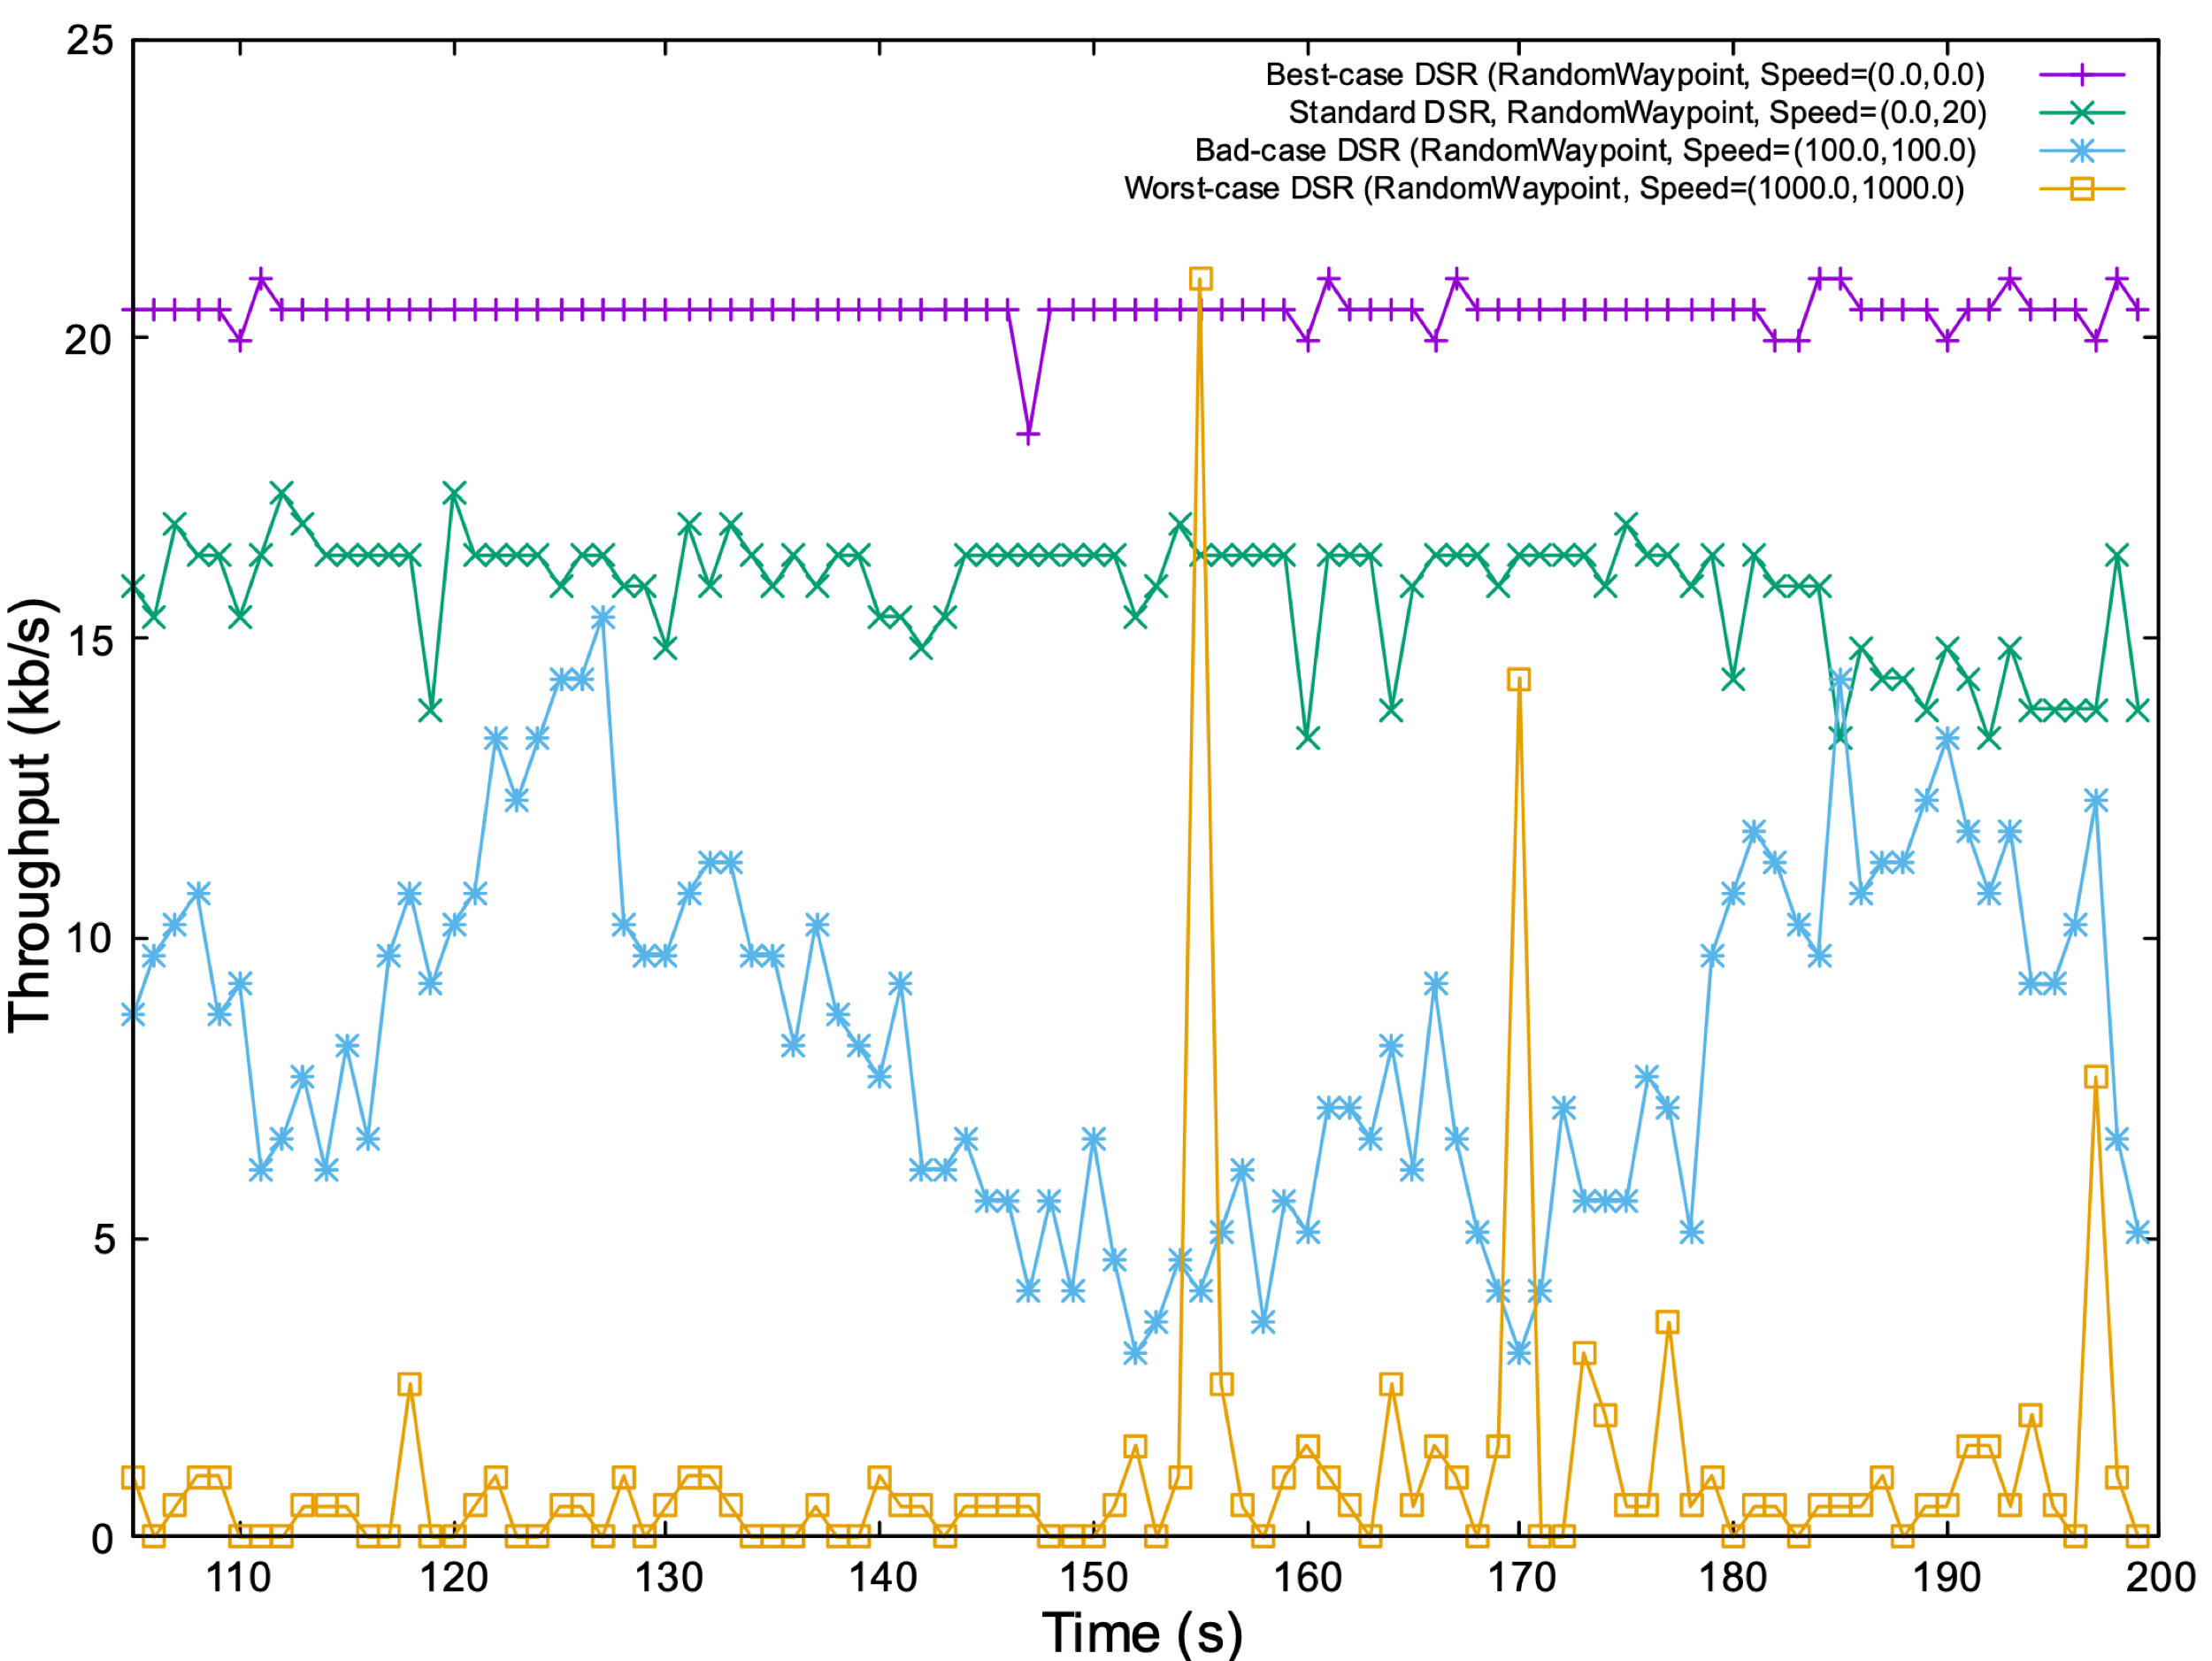 25
20
15
10
5
0
Throughput (kb/s)
Best-case DSR (RandomWaypoint, Speed=(0.0,0.0)
Standard DSR, RandomWaypoint, Speed=(0.0,20)
Bad-case DSR (RandomWaypoint, Speed=(100.0,100.0)
Worst-case DSR (RandomWaypoint, Speed=(1000.0,1000.0)
110 120 130 140 150 160 170 180 190 200
Time (s)